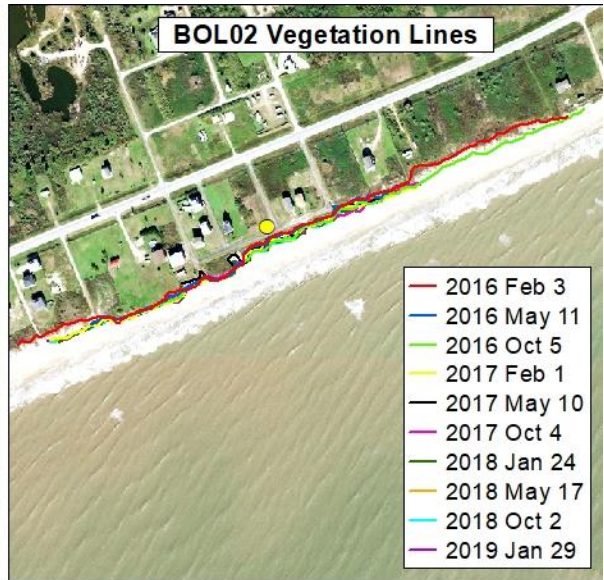 BOL02 Vegetation Lines
2016 Feb 3
2016 May 11
2016 Oct 5
2017 Feb 1
2017 May 10
2017 Oct 4
2018 Jan 24
2018 May 17
2018 Oct 2
2019 Jan 29